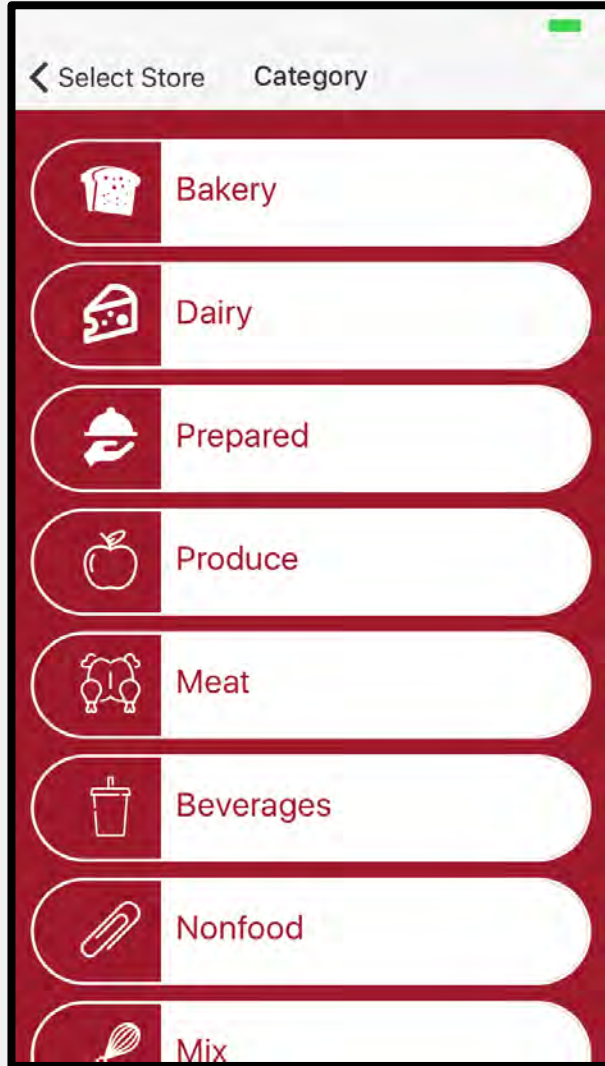 Select Store Category
Bakery
Dairy
Prepared
Produce
Meat
Beverages
Nonfood
Mix